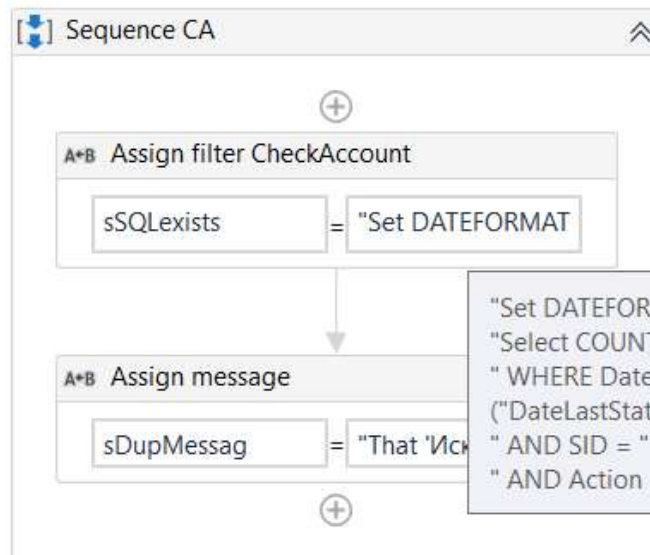 Sequence CA
A+B Assign filter CheckAccount
sSQLexists = "Set DATEFORMAT
A+B Assign message
sDupMessag = "That 'Иск
"Set DATEFOR
"Select COUNT
" WHERE Date
("DateLastStat
" AND SID = "
" AND Action